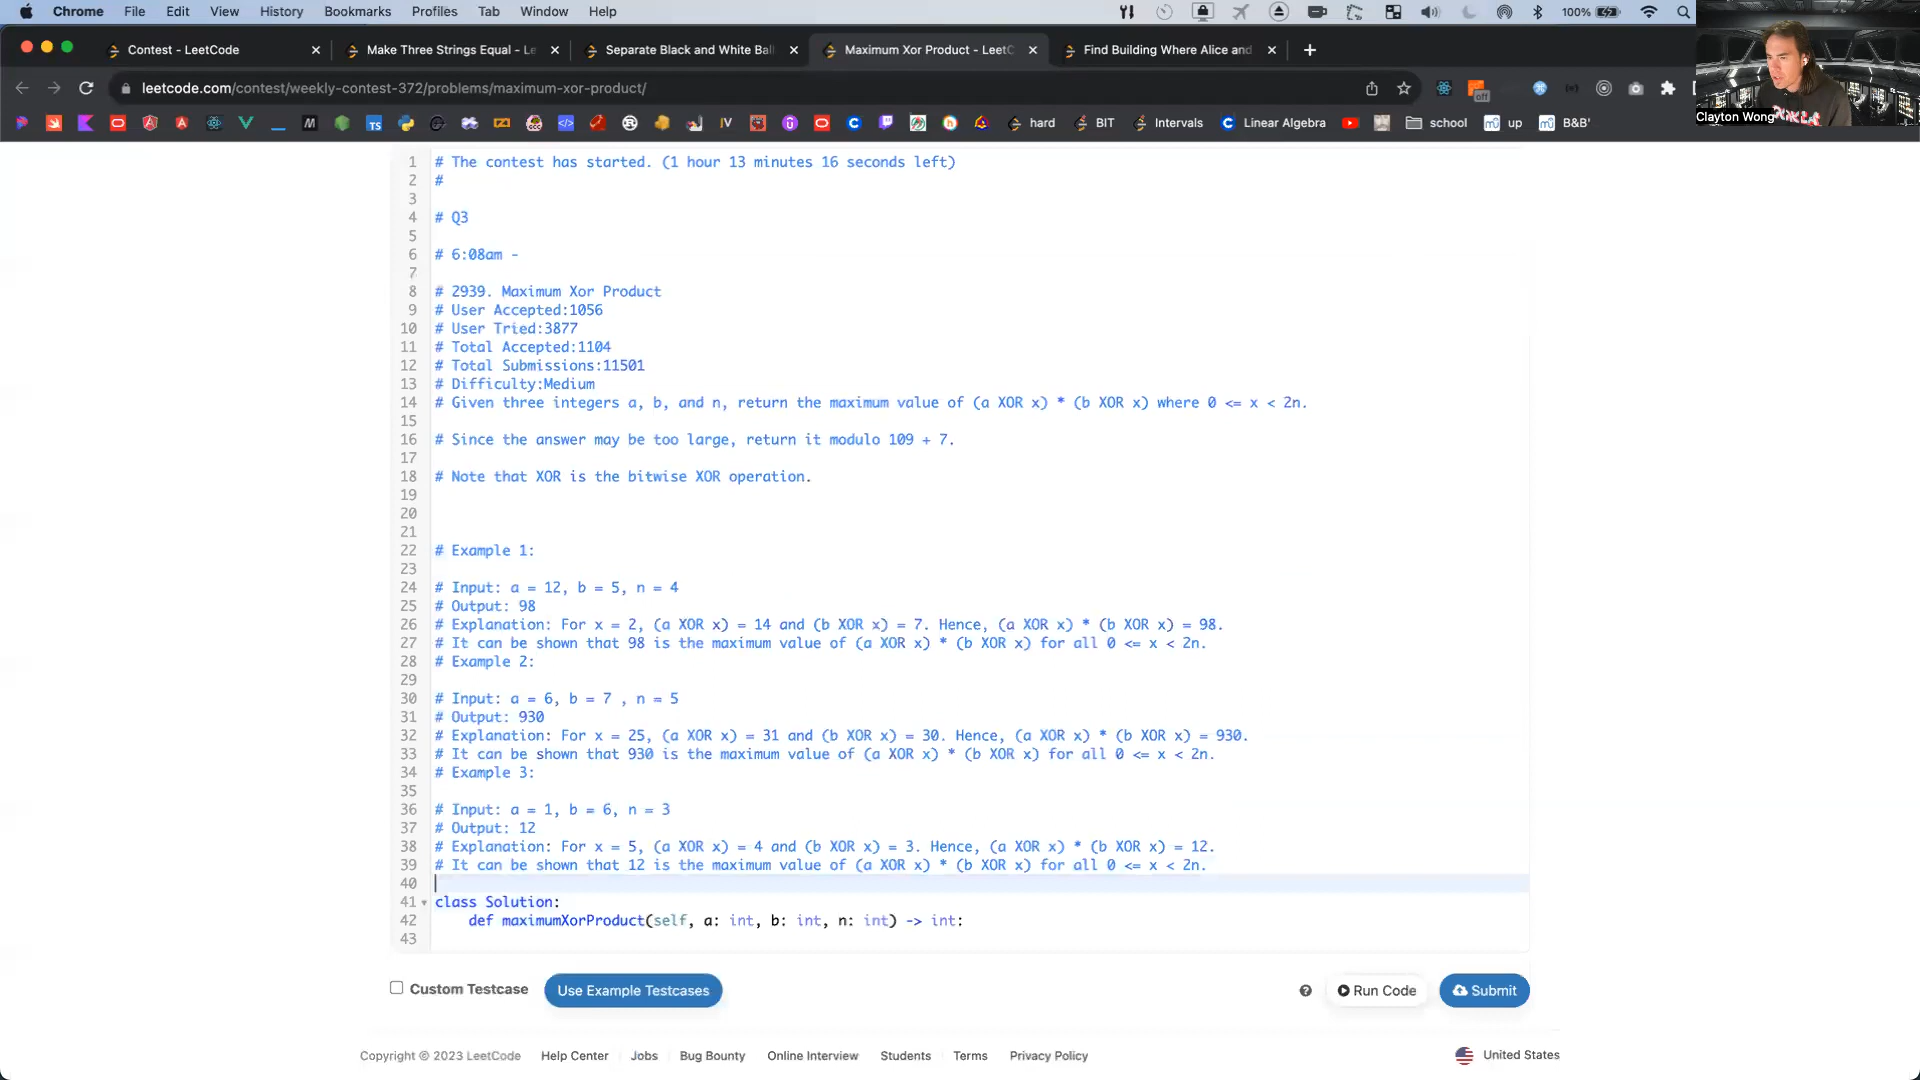 Chrome File Edit View History Bookmarks Profiles Tab Window Help 100%
Contest - LeetCode
Make Three Strings Equal - Le
Separate Black and White Ball
Maximum Xor Product - LeetC
Find Building Where Alice and
leetcode.com/contest/weekly-contest-372/problems/maximum-xor-product/
off
Clayton Wong
IV hard BIT Intervals Linear Algebra school up B&B'
1 # The contest has started. (1 hour 13 minutes 16 seconds left)
2 #
3
4 # Q3
5
6 # 6:08am -
7
8 # 2939. Maximum Xor Product
9 # User Accepted:1056
10 # User Tried:3877
11 # Total Accepted:1104
12 # Total Submissions:11501
13 # Difficulty:Medium
14 # Given three integers a, b, and n, return the maximum value of (a XOR x) * (b XOR x) where 0 <= x < 2n.
15
16 # Since the answer may be too large, return it modulo 109 + 7.
17
18 # Note that XOR is the bitwise XOR operation.
19
20
21
22 # Example 1:
23
24 # Input: a = 12, b = 5, n = 4
25 # Output: 98
26 # Explanation: For x = 2, (a XOR x) = 14 and (b XOR x) = 7. Hence, (a XOR x) * (b XOR x) = 98.
27 # It can be shown that 98 is the maximum value of (a XOR x) * (b XOR x) for all 0 <= x < 2n.
28 # Example 2:
29
30 # Input: a = 6, b = 7 , n = 5
31 # Output: 930
32 # Explanation: For x = 25, (a XOR x) = 31 and (b XOR x) = 30. Hence, (a XOR x) * (b XOR x) = 930.
33 # It can be shown that 930 is the maximum value of (a XOR x) * (b XOR x) for all 0 <= x < 2n.
34 # Example 3:
35
36 # Input: a = 1, b = 6, n = 3
37 # Output: 12
38 # Explanation: For x = 5, (a XOR x) = 4 and (b XOR x) = 3. Hence, (a XOR x) * (b XOR x) = 12.
39 # It can be shown that 12 is the maximum value of (a XOR x) * (b XOR x) for all 0 <= x < 2n.
40
41 class Solution:
42 def maximumXorProduct(self, a: int, b: int, n: int) -> int:
43
Custom Testcase Use Example Testcases Run Code Submit
Copyright © 2023 LeetCode Help Center Jobs Bug Bounty Online Interview Students Terms Privacy Policy United States